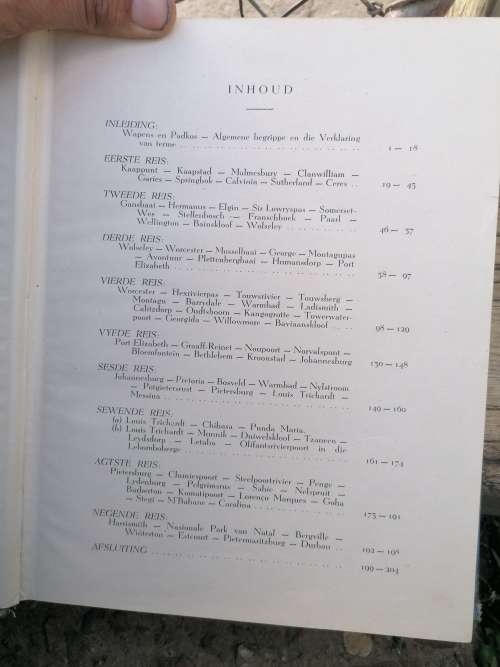 INHOUD
INLEIDING:
Wapens en Padkos — Algemene begrippe en die Verklaring
van terme .. 1 — 18
EERSTE REIS:
Kaappunt — Kaapstad — Malmesbury — Clanwilliam —
Garies — Springbok — Calvinia — Sutherland — Ceres .. 19 — 45
TWEEDE REIS:
Gansbaai — Hermanus — Elgin — Sir Lowryspas — Somerset-
Wes — Stellenbosch — Franschhoek — Paarl —
Wellington — Bainskloof — Wolseley .. 46 — 57
DERDE REIS:
Wolseley — Worcester — Mosselbaai — George — Montagupas
— Avontuur — Plettenbergbaai — Humansdorp — Port
Elizabeth .. 58 — 97
VIERDE REIS:
Worcester — Hexrivierpas — Touwsrivier — Touwsberg —
Montagu — Barrydale — Warmbad — Ladismith —
Calitzdorp — Oudtshoorn — Kangogrotte — Towerwater-
poort — Georgida — Willowmore — Baviaanskloof .. 98 — 129
VYFDE REIS:
Port Elizabeth — Graaff-Reinet — Noupoort — Norvalspont —
Bloemfontein — Bethlehem — Kroonstad — Johannesburg 130 — 148
SESDE REIS:
Johannesburg — Pretoria — Bosveld — Warmbad — Nylstroom
— Potgietersrust — Pietersburg — Louis Trichardt —
Messina .. 149 — 160
SEWENDE REIS:
(a) Louis Trichardt — Chibasa — Punda Maria.
(b) Louis Trichardt — Munnik — Duiwelskloof — Tzaneen —
Leydsdorp — Letaba — Olifantsrivierpoort in die
Lebomboberge .. 161 — 174
AGTSTE REIS:
Pietersburg — Chuniespoort — Steelpoortrivier — Penge —
Lydenburg — Pelgrimsrus — Sabie — Nelspruit —
Barberton — Komatipoort — Lorenço Marques — Goba
— Stegi — M'Babane — Carolina .. 175 — 191
NEGENDE REIS:
Harrismith — Nasionale Park van Natal — Bergville —
Winterton — Estcourt — Pietermaritzburg — Durban .. 192 — 198
AFSLUITING .. 199 — 204